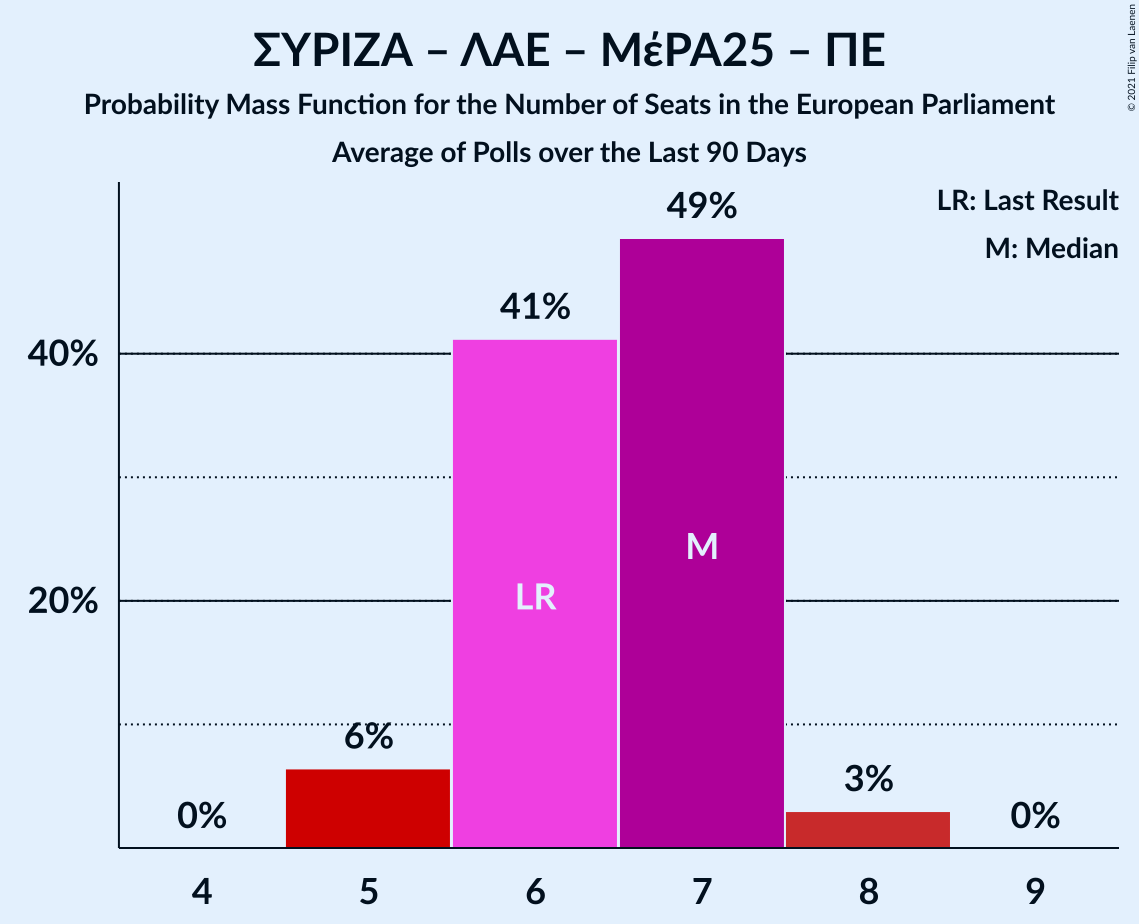 ΣΥΡΙΖΑ – ΛΑΕ – ΜέΡΑ25 – ΠΕ
Probability Mass Function for the Number of Seats in the European Parliament
Average of Polls over the Last 90 Days
© 2021 Filip van Laenen
LR: Last Result
M: Median
49%
41%
40%
M
LR
20%
6%
3%
0%
0%
4 5 6 7 8 9